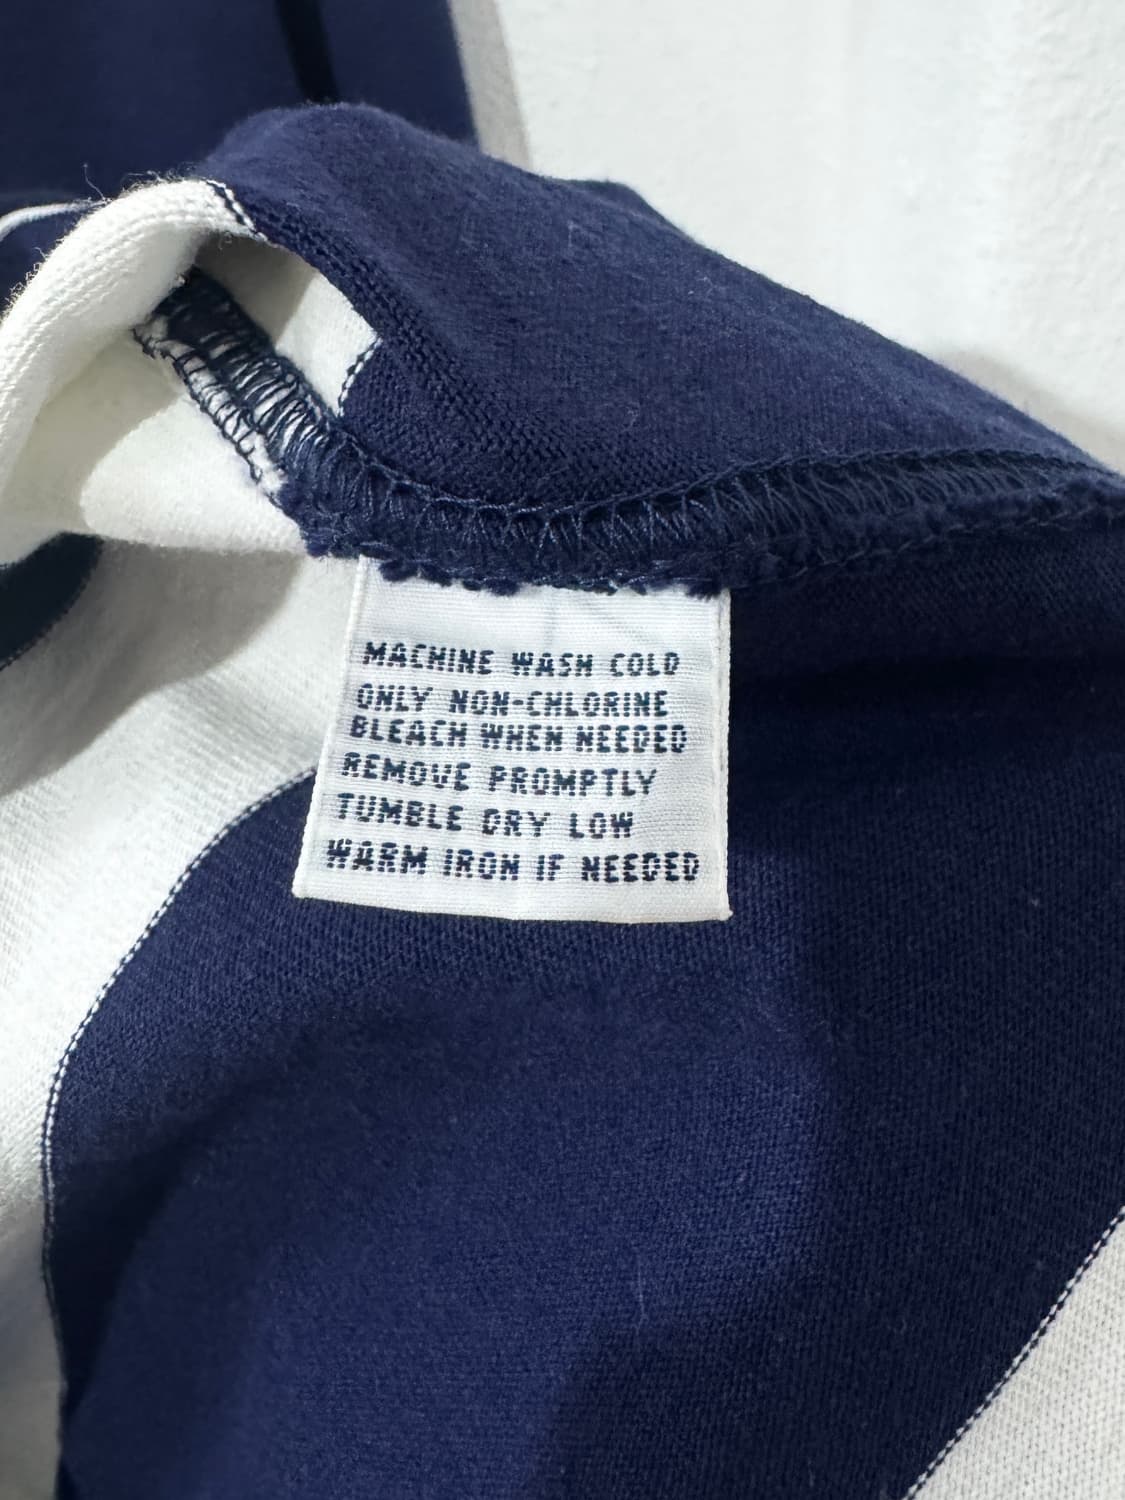 MACHINE WASH COLD
ONLY NON-CHLORINE
BLEACH WHEN NEEDED
REMOVE PROMPTLY
TUMBLE DRY LOW
WARM IRON IF NEEDED